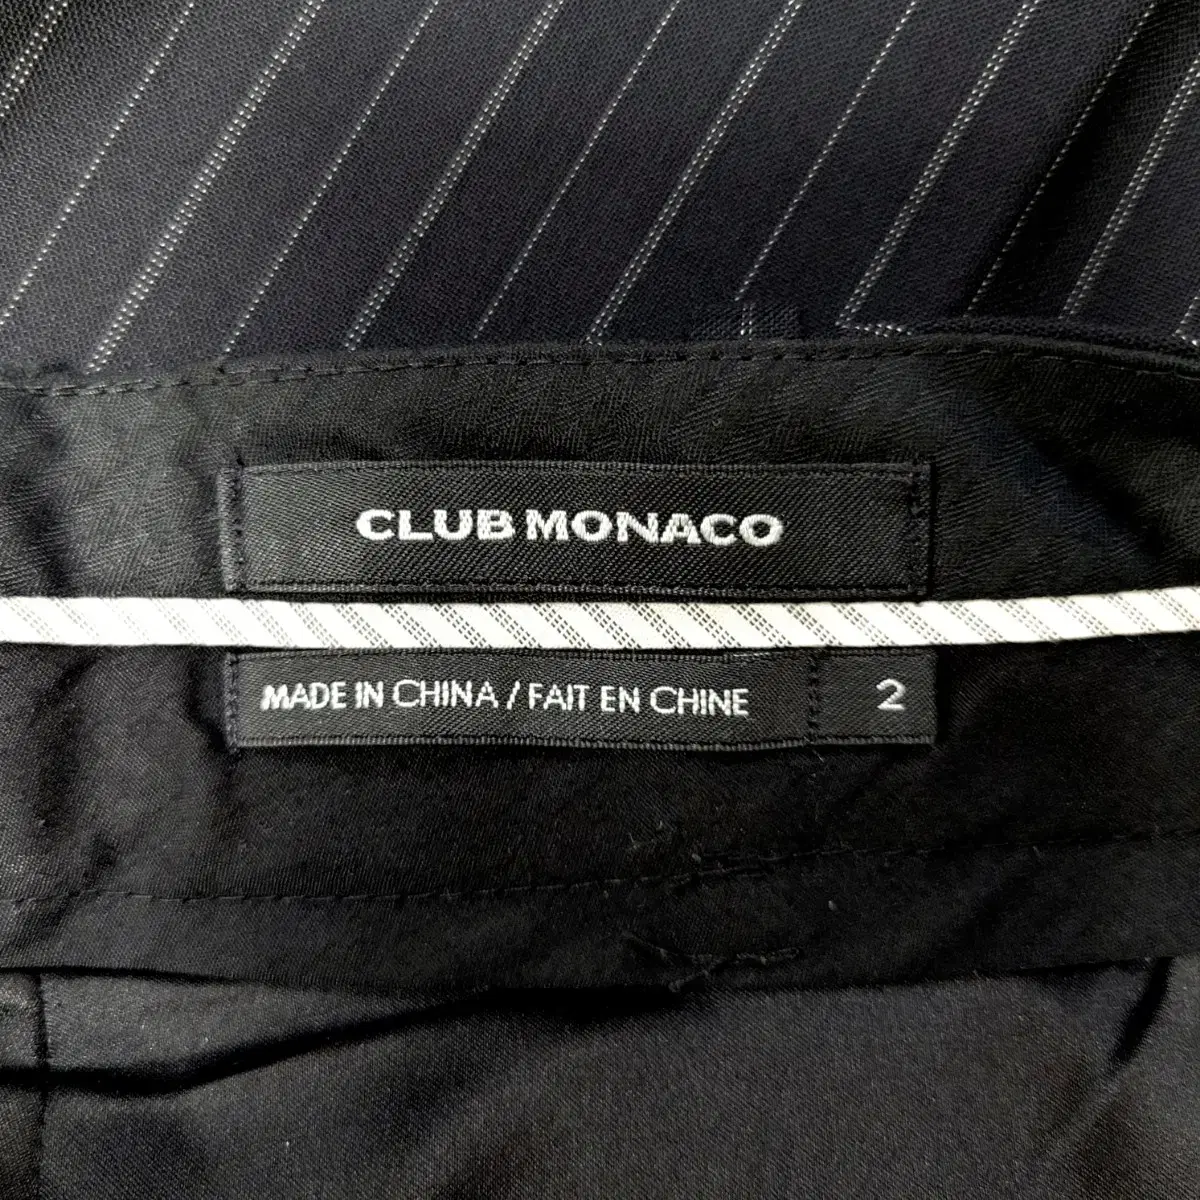 CLUB MONACO
MADE IN CHINA / FAIT EN CHINE 2